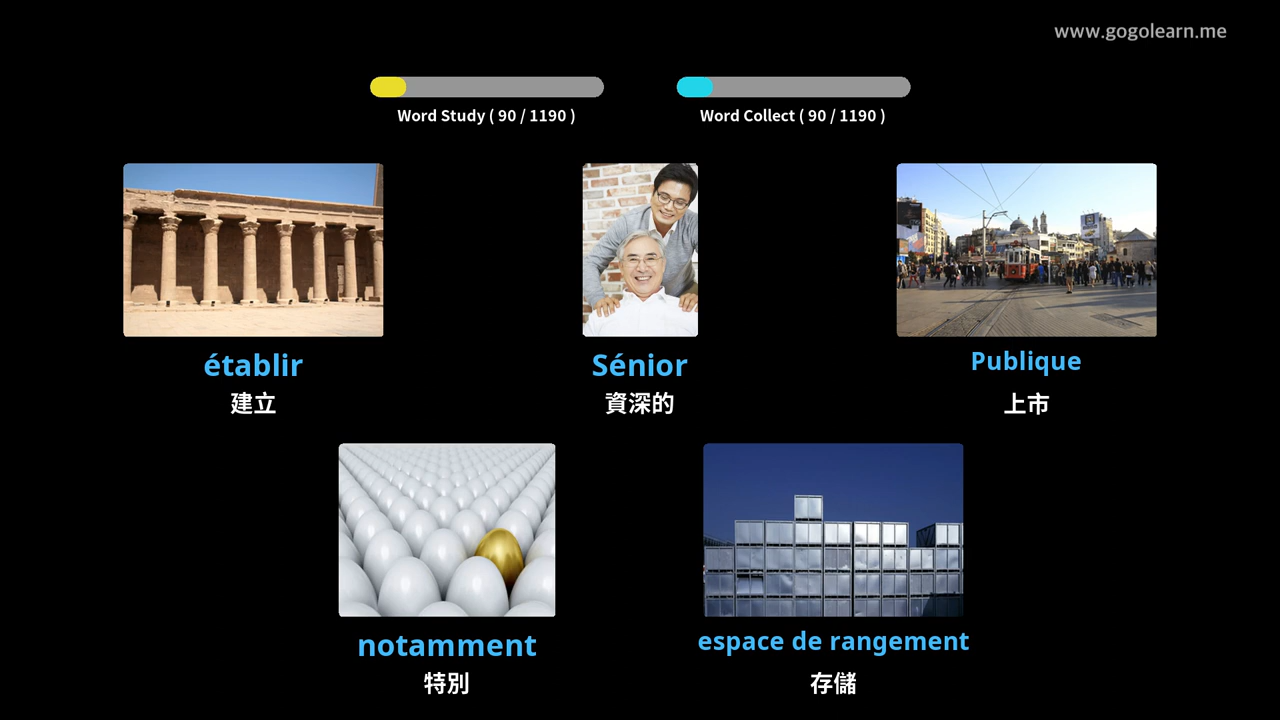 www.gogolearn.me
Word Study ( 90 / 1190 )
Word Collect ( 90 / 1190 )
établir
建立
Sénior
資深的
Publique
上市
notamment
特別
espace de rangement
存儲